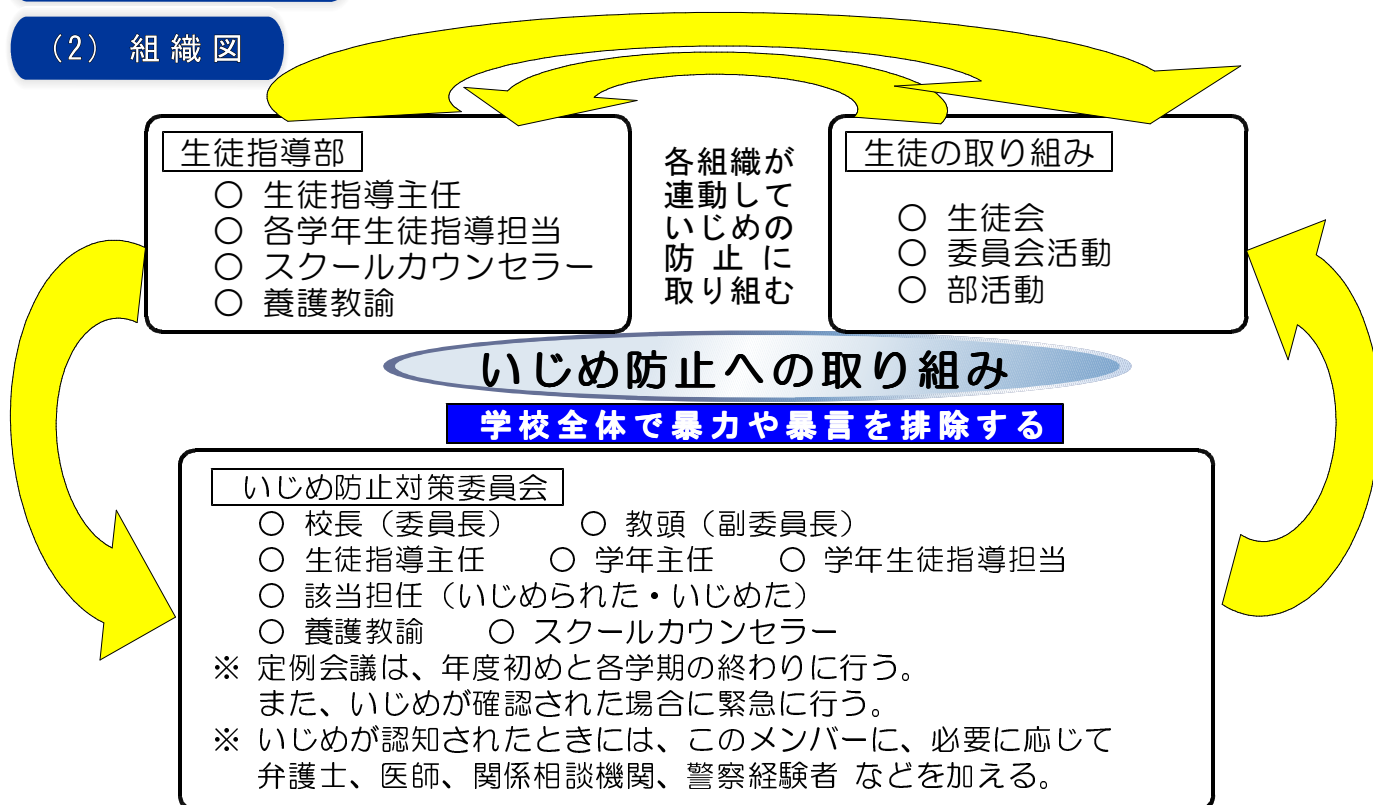 (2) 組織図
生徒指導部
○ 生徒指導主任
○ 各学年生徒指導担当
○ スクールカウンセラー
○ 養護教諭
各組織が
連動して
いじめの
防止に
取り組む
生徒の取り組み
○ 生徒会
○ 委員会活動
○ 部活動
いじめ防止への取り組み
学校全体で暴力や暴言を排除する
いじめ防止対策委員会
○ 校長（委員長） ○ 教頭（副委員長）
○ 生徒指導主任 ○ 学年主任 ○ 学年生徒指導担当
○ 該当担任（いじめられた・いじめた）
○ 養護教諭 ○ スクールカウンセラー
※ 定例会議は、年度初めと各学期の終わりに行う。
また、いじめが確認された場合に緊急に行う。
※ いじめが認知されたときには、このメンバーに、必要に応じて
弁護士、医師、関係相談機関、警察経験者 などを加える。